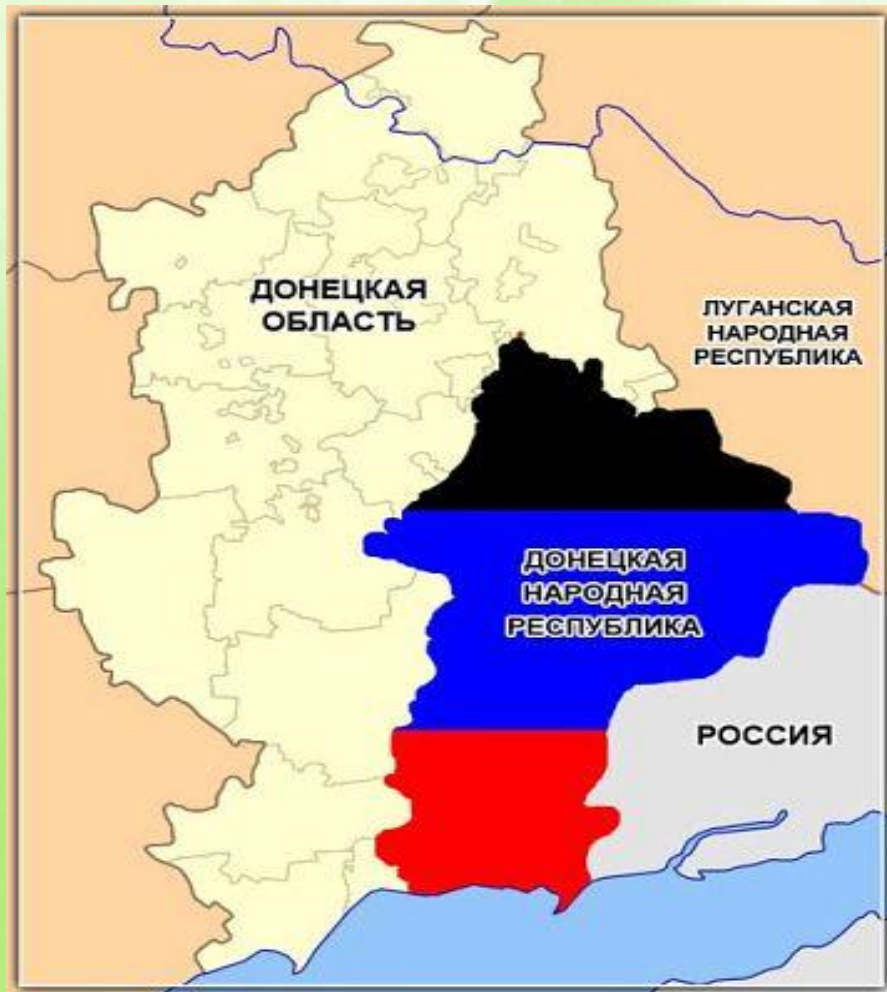 ДОНЕЦКАЯ
ОБЛАСТЬ
ЛУГАНСКАЯ
НАРОДНАЯ
РЕСПУБЛИКА
ДОНЕЦКАЯ
НАРОДНАЯ
РЕСПУБЛИКА
РОССИЯ